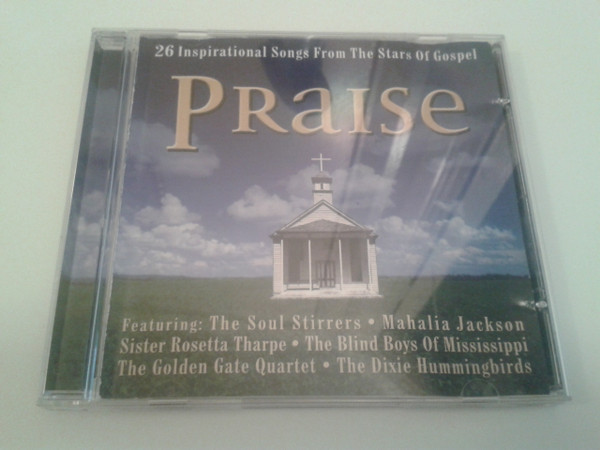 26 Inspirational Songs From The Stars Of Gospel
PRaiSe
Featuring: The Soul Stirrers • Mahalia Jackson
Sister Rosetta Tharpe • The Blind Boys Of Mississippi
The Golden Gate Quartet • The Dixie Hummingbirds